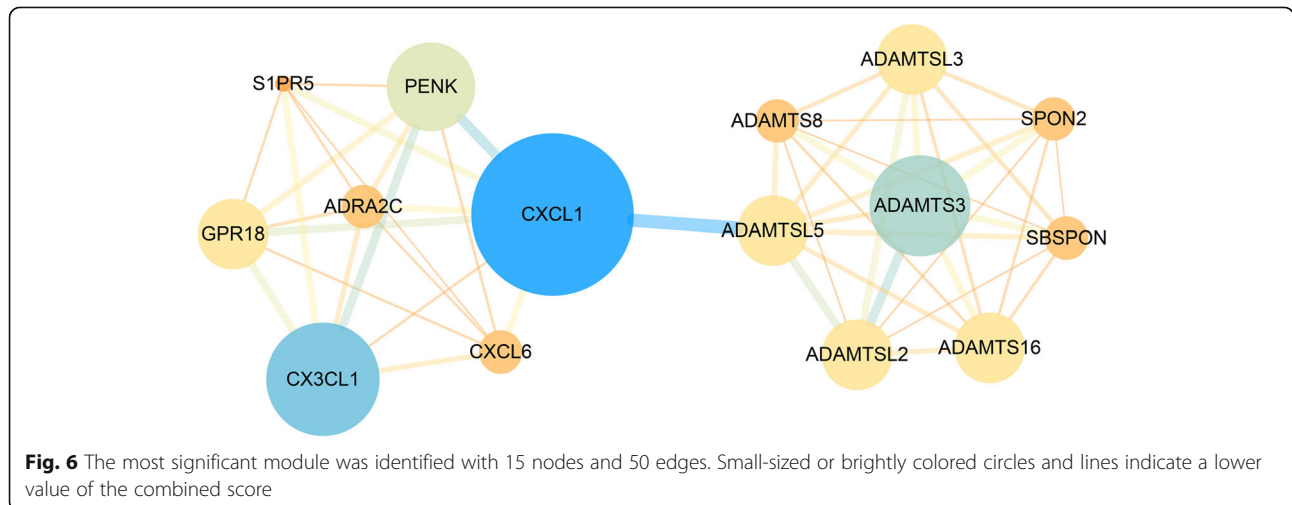 ADAMTSL3
S1PR5
PENK
ADAMTS8
SPON2
ADRA2C
ADAMTS3
CXCL1
GPR18
ADAMTSL5
SBSPON
CXCL6
ADAMTSL2
ADAMTS16
CX3CL1
Fig. 6 The most significant module was identified with 15 nodes and 50 edges. Small-sized or brightly colored circles and lines indicate a lower
value of the combined score